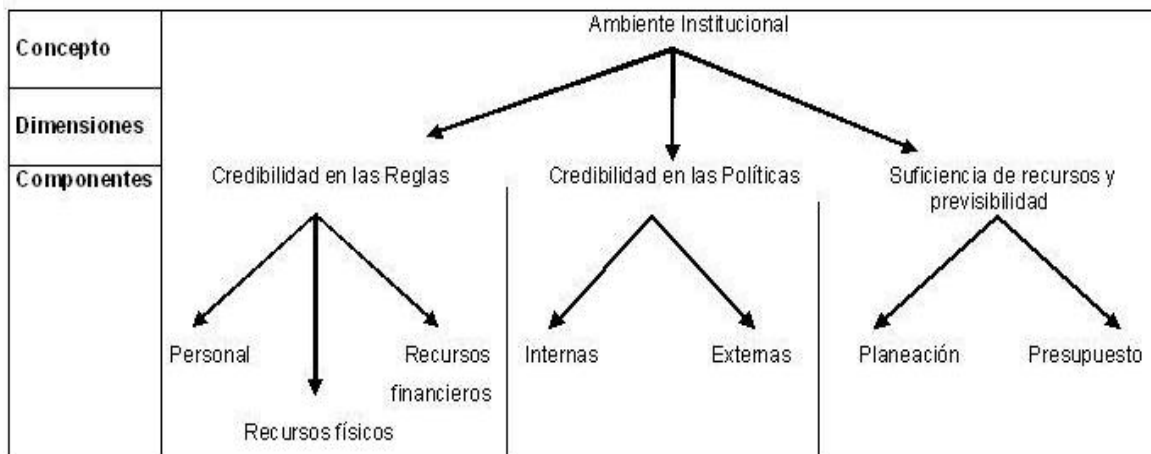 Concepto
Ambiente Institucional
Dimensiones
Componentes
Credibilidad en las Reglas
Credibilidad en las Políticas
Suficiencia de recursos y
previsibilidad
Personal
Recursos
financieros
Recursos físicos
Internas
Externas
Planeación
Presupuesto